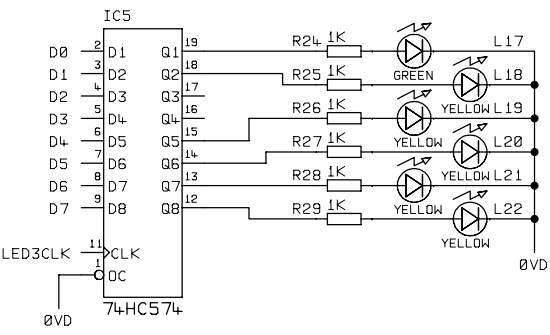 IC5
D0 2 D1 Q1 19 R24 1K GREEN L17
D1 3 D2 Q2 18 R25 1K YELLOW L18
D2 4 D3 Q3 17 R26 1K YELLOW L19
D3 5 D4 Q4 16
D4 6 D5 Q5 15 R27 1K YELLOW L20
D5 7 D6 Q6 14
D6 8 D7 Q7 13 R28 1K YELLOW L21
D7 9 D8 Q8 12 R29 1K YELLOW L22
LED3CLK 11 CLK
1 OC
0VD
74HC574
0VD